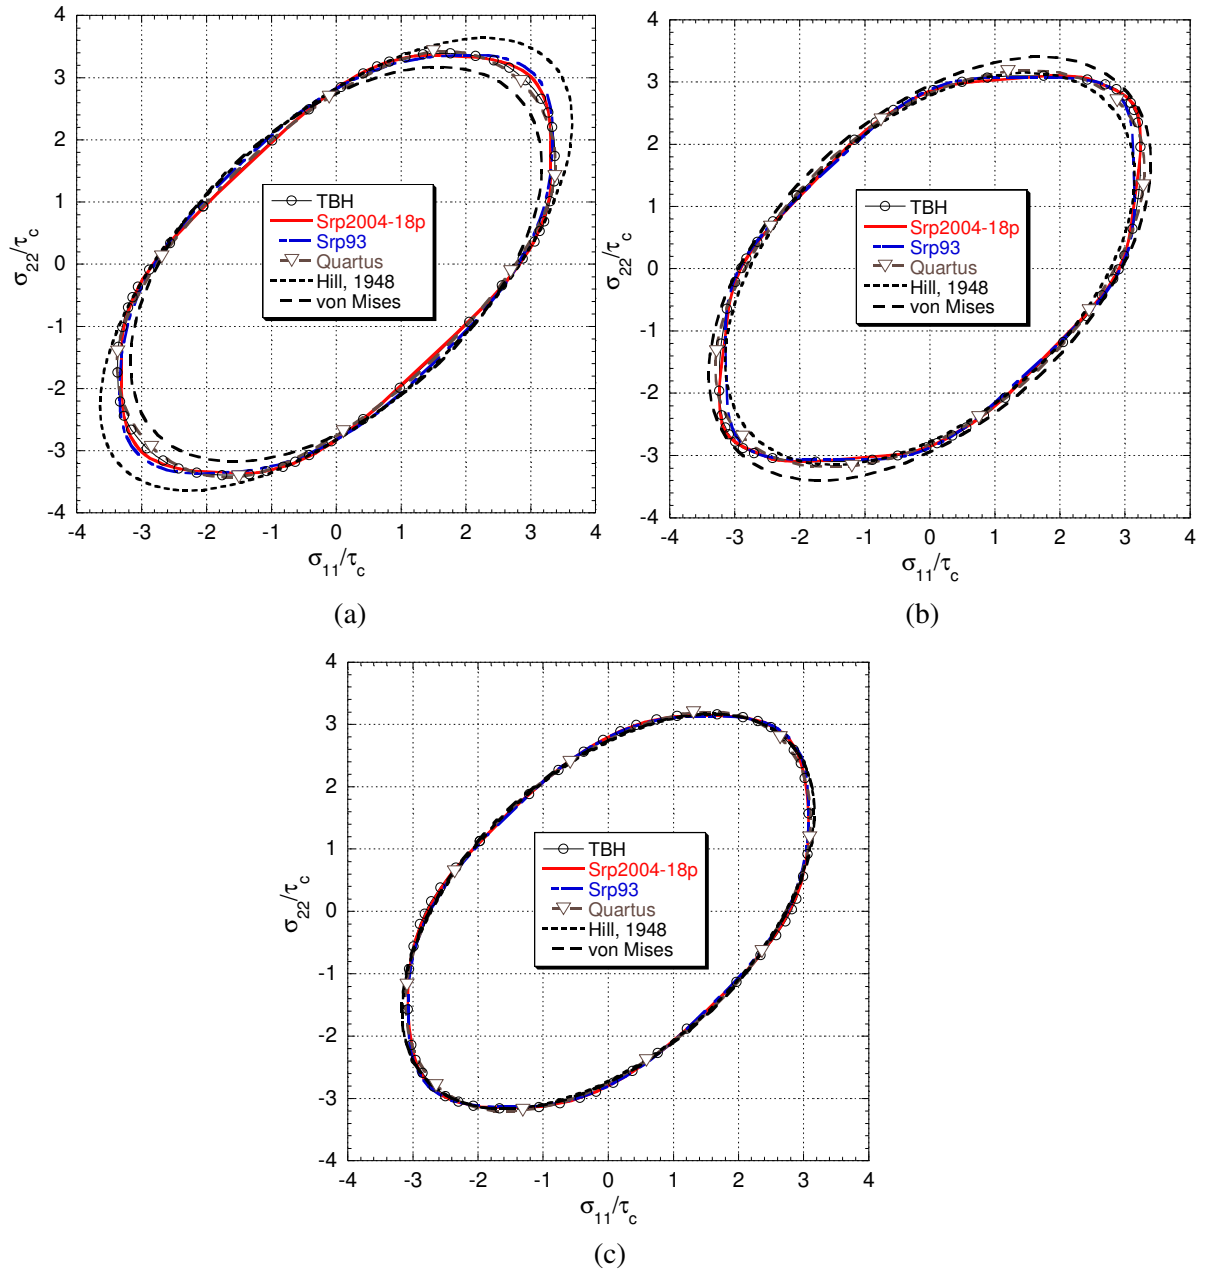 4
3
2
1
0
-1
-2
-3
-4
σ22/τc
TBH
Srp2004-18p
Srp93
Quartus
Hill, 1948
von Mises
-4 -3 -2 -1 0 1 2 3 4
σ11/τc
(a)
4
3
2
1
0
-1
-2
-3
-4
σ22/τc
TBH
Srp2004-18p
Srp93
Quartus
Hill, 1948
von Mises
-4 -3 -2 -1 0 1 2 3 4
σ11/τc
(b)
4
3
2
1
0
-1
-2
-3
-4
σ22/τc
TBH
Srp2004-18p
Srp93
Quartus
Hill, 1948
von Mises
-4 -3 -2 -1 0 1 2 3 4
σ11/τc
(c)